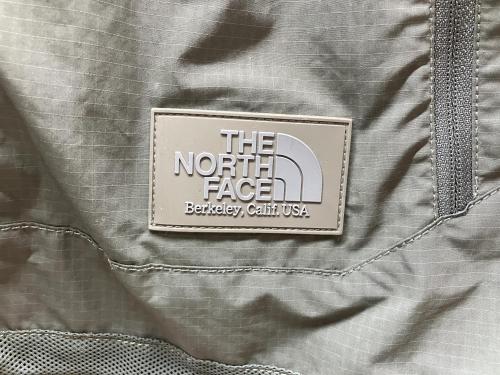 THE
NORTH
FACE
Berkeley, Calif. USA